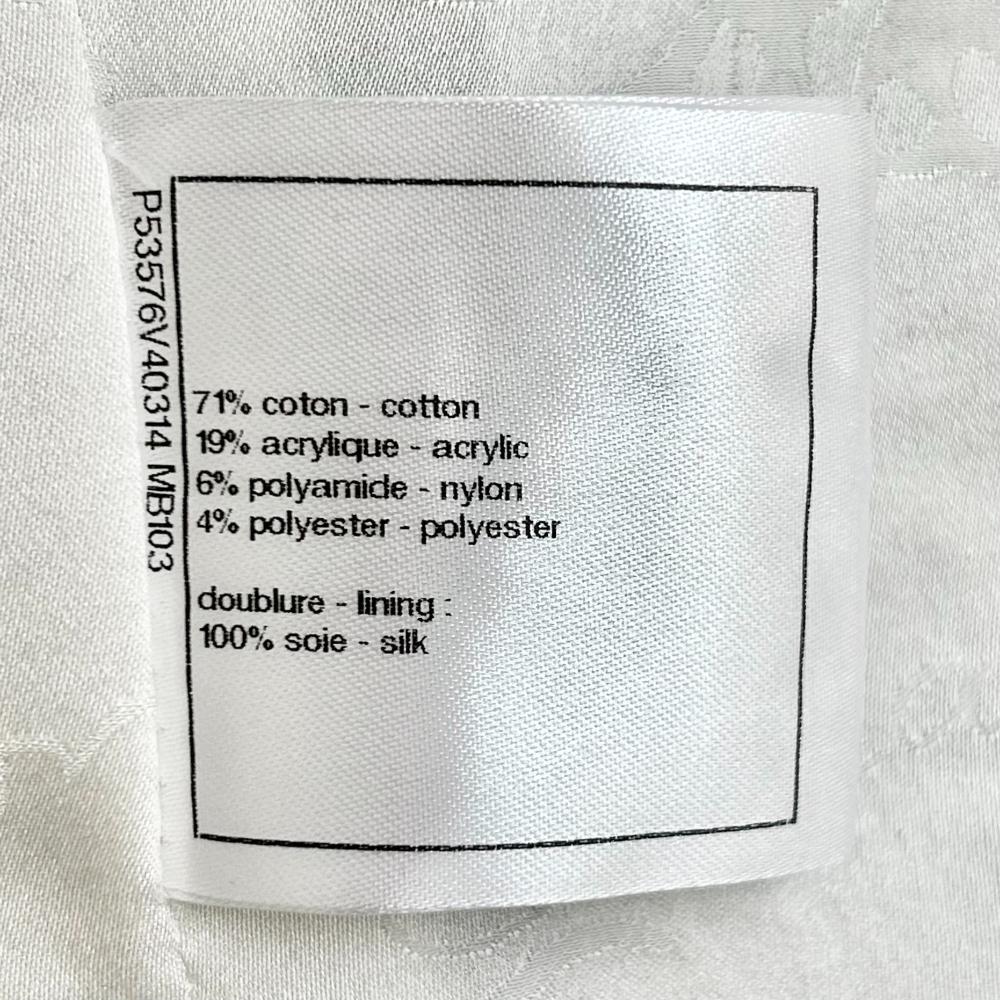 P53576V40314 MB103
71% coton - cotton
19% acrylique - acrylic
6% polyamide - nylon
4% polyester - polyester
doublure - lining :
100% soie - silk